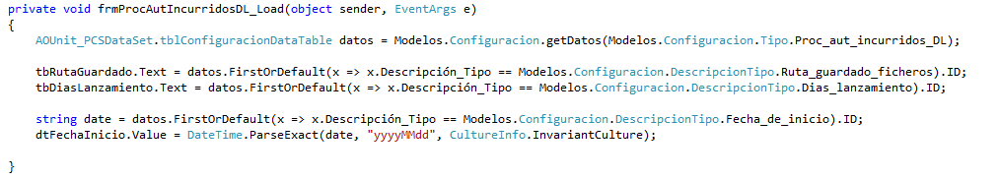 private void frmProcAutIncurridosDL_Load(object sender, EventArgs e)
{
AOUnit_PCSDataSet.tblConfiguracionDataTable datos = Modelos.Configuracion.getDatos(Modelos.Configuracion.Tipo.Proc_aut_incurridos_DL);
tbRutaGuardado.Text = datos.FirstOrDefault(x => x.Descripción_Tipo == Modelos.Configuracion.DescripcionTipo.Ruta_guardado_ficheros).ID;
tbDiasLanzamiento.Text = datos.FirstOrDefault(x => x.Descripción_Tipo == Modelos.Configuracion.DescripcionTipo.Dias_lanzamiento).ID;
string date = datos.FirstOrDefault(x => x.Descripción_Tipo == Modelos.Configuracion.DescripcionTipo.Fecha_de_inicio).ID;
dtFechaInicio.Value = DateTime.ParseExact(date, "yyyyMMdd", CultureInfo.InvariantCulture);
}